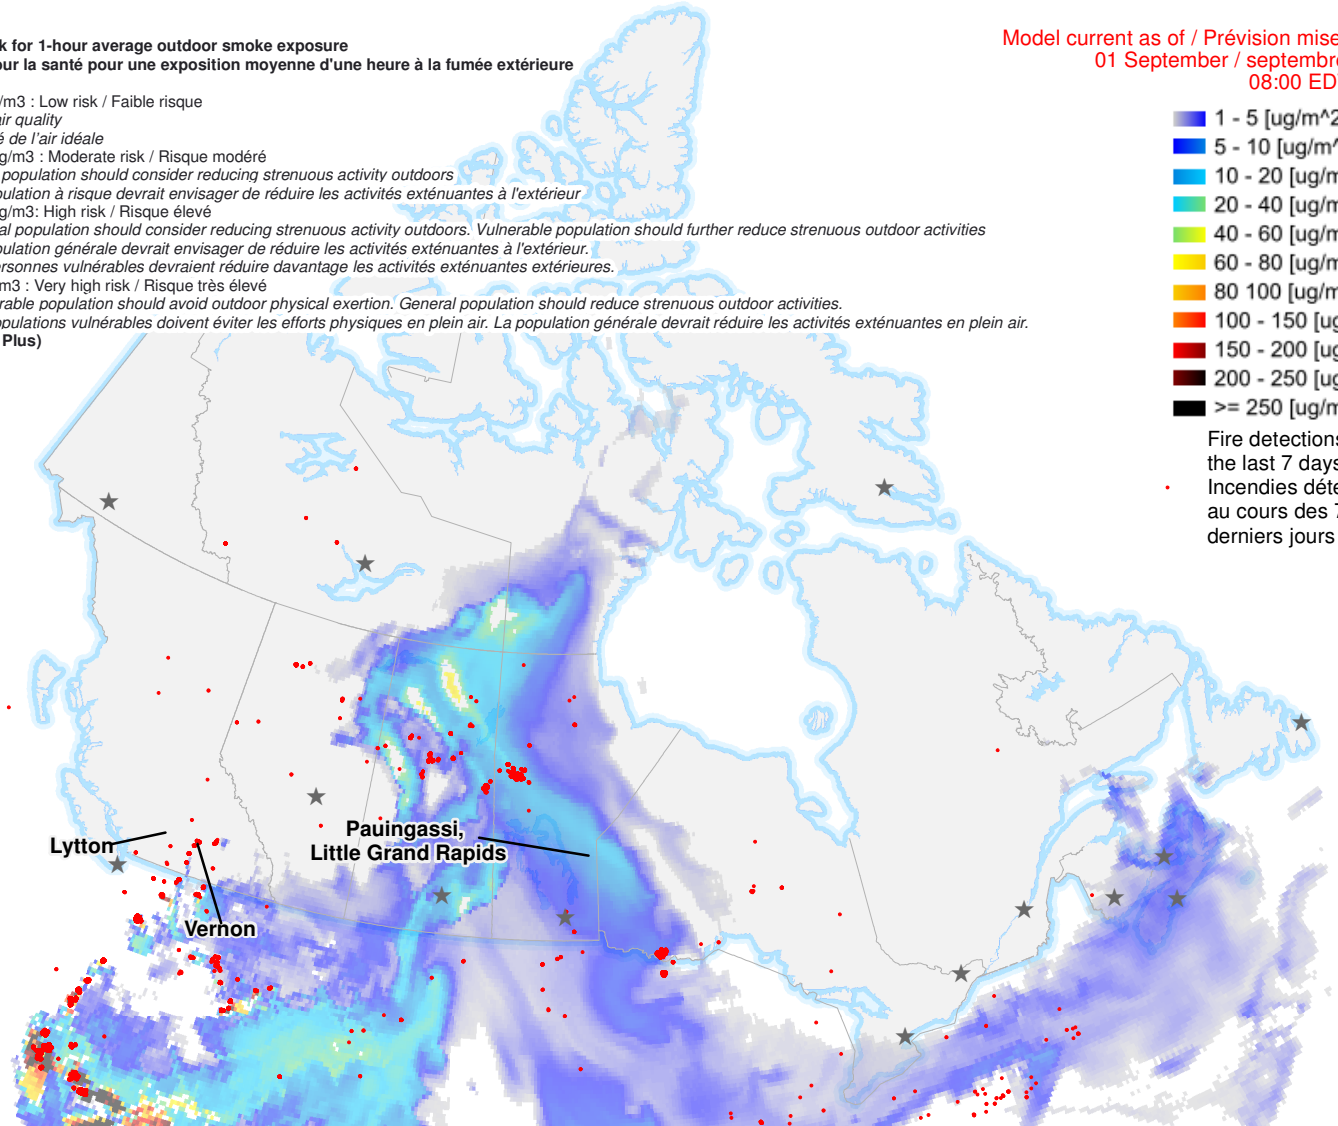 k for 1-hour average outdoor smoke exposure
our la santé pour une exposition moyenne d'une heure à la fumée extérieure
/m3 : Low risk / Faible risque
air quality
é de l'air idéale
g/m3 : Moderate risk / Risque modéré
population should consider reducing strenuous activity outdoors
pulation à risque devrait envisager de réduire les activités exténuantes à l'extérieur
g/m3: High risk / Risque élevé
al population should consider reducing strenuous activity outdoors. Vulnerable population should further reduce strenuous outdoor activities
pulation générale devrait envisager de réduire les activités exténuantes à l'extérieur.
ersonnes vulnérables devraient réduire davantage les activités exténuantes extérieures.
m3 : Very high risk / Risque très élevé
rable population should avoid outdoor physical exertion. General population should reduce strenuous outdoor activities.
opulations vulnérables doivent éviter les efforts physiques en plein air. La population générale devrait réduire les activités exténuantes en plein air.
Plus)
Model current as of / Prévision mise
01 September / septembre
08:00 ED
1 - 5 [ug/m^2
5 - 10 [ug/m^
10 - 20 [ug/m
20 - 40 [ug/m
40 - 60 [ug/m
60 - 80 [ug/m
80 100 [ug/m
100 - 150 [ug
150 - 200 [ug
200 - 250 [ug
>= 250 [ug/m
Fire detections
the last 7 days
Incendies déte
au cours des 7
derniers jours
Pauingassi,
Little Grand Rapids
Lytton
Vernon